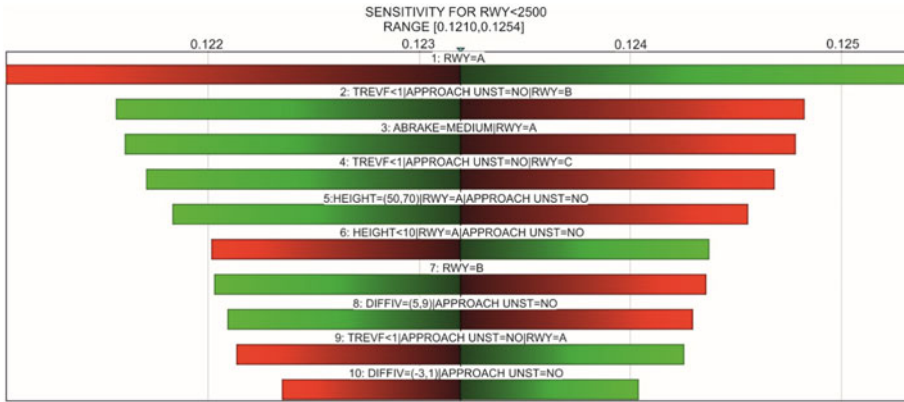 SENSITIVITY FOR RWY<2500
RANGE [0.1210,0.1254]
0.122 0.123 0.124 0.125
1: RWY=A
2: TREVF<1|APPROACH UNST=NO|RWY=B
3: ABRAKE=MEDIUM|RWY=A
4: TREVF<1|APPROACH UNST=NO|RWY=C
5:HEIGHT=(50,70)|RWY=A|APPROACH UNST=NO
6: HEIGHT<10|RWY=A|APPROACH UNST=NO
7: RWY=B
8: DIFFIV=(5,9)|APPROACH UNST=NO
9: TREVF<1|APPROACH UNST=NO|RWY=A
10: DIFFIV=(-3,1)|APPROACH UNST=NO